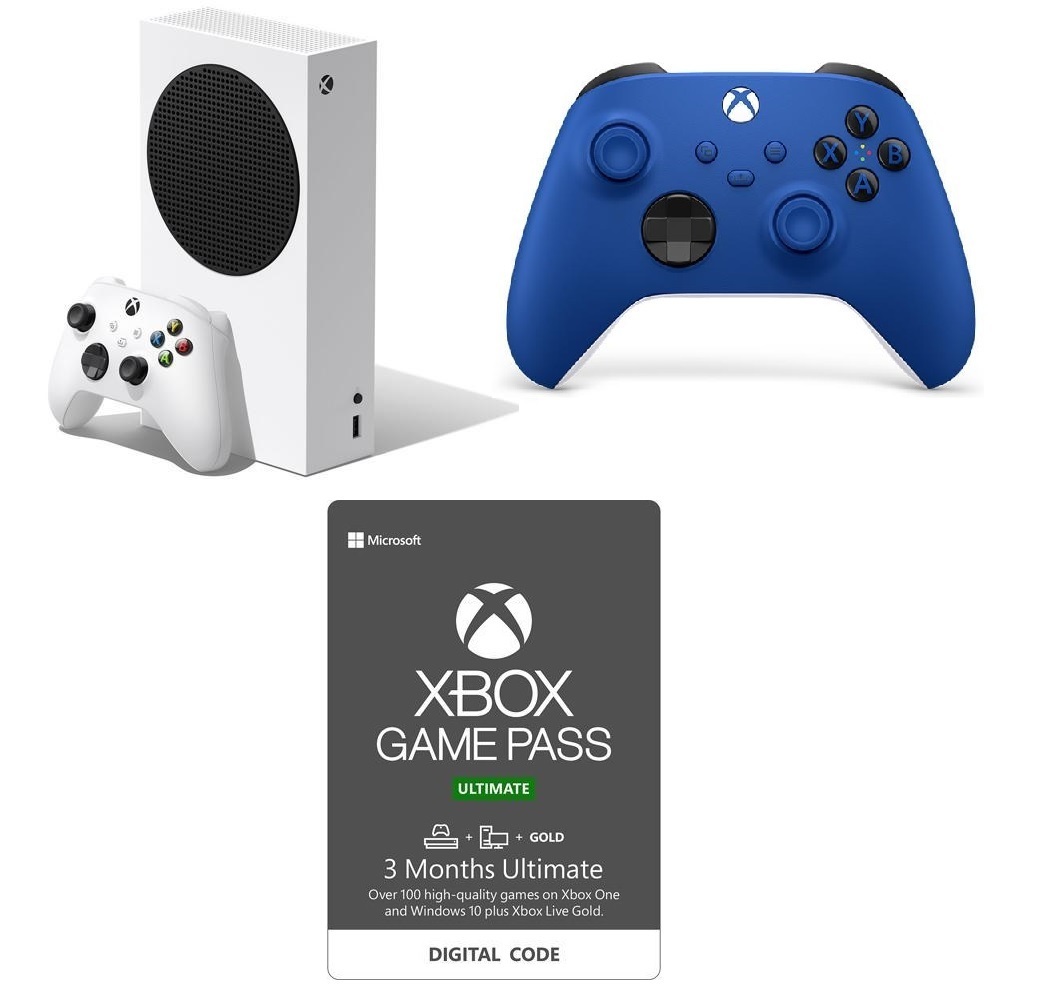 Y
X
B
A
Y
X
B
A
Microsoft
XBOX
GAME PASS
ULTIMATE
+ + GOLD
3 Months Ultimate
Over 100 high-quality games on Xbox One
and Windows 10 plus Xbox Live Gold.
DIGITAL CODE